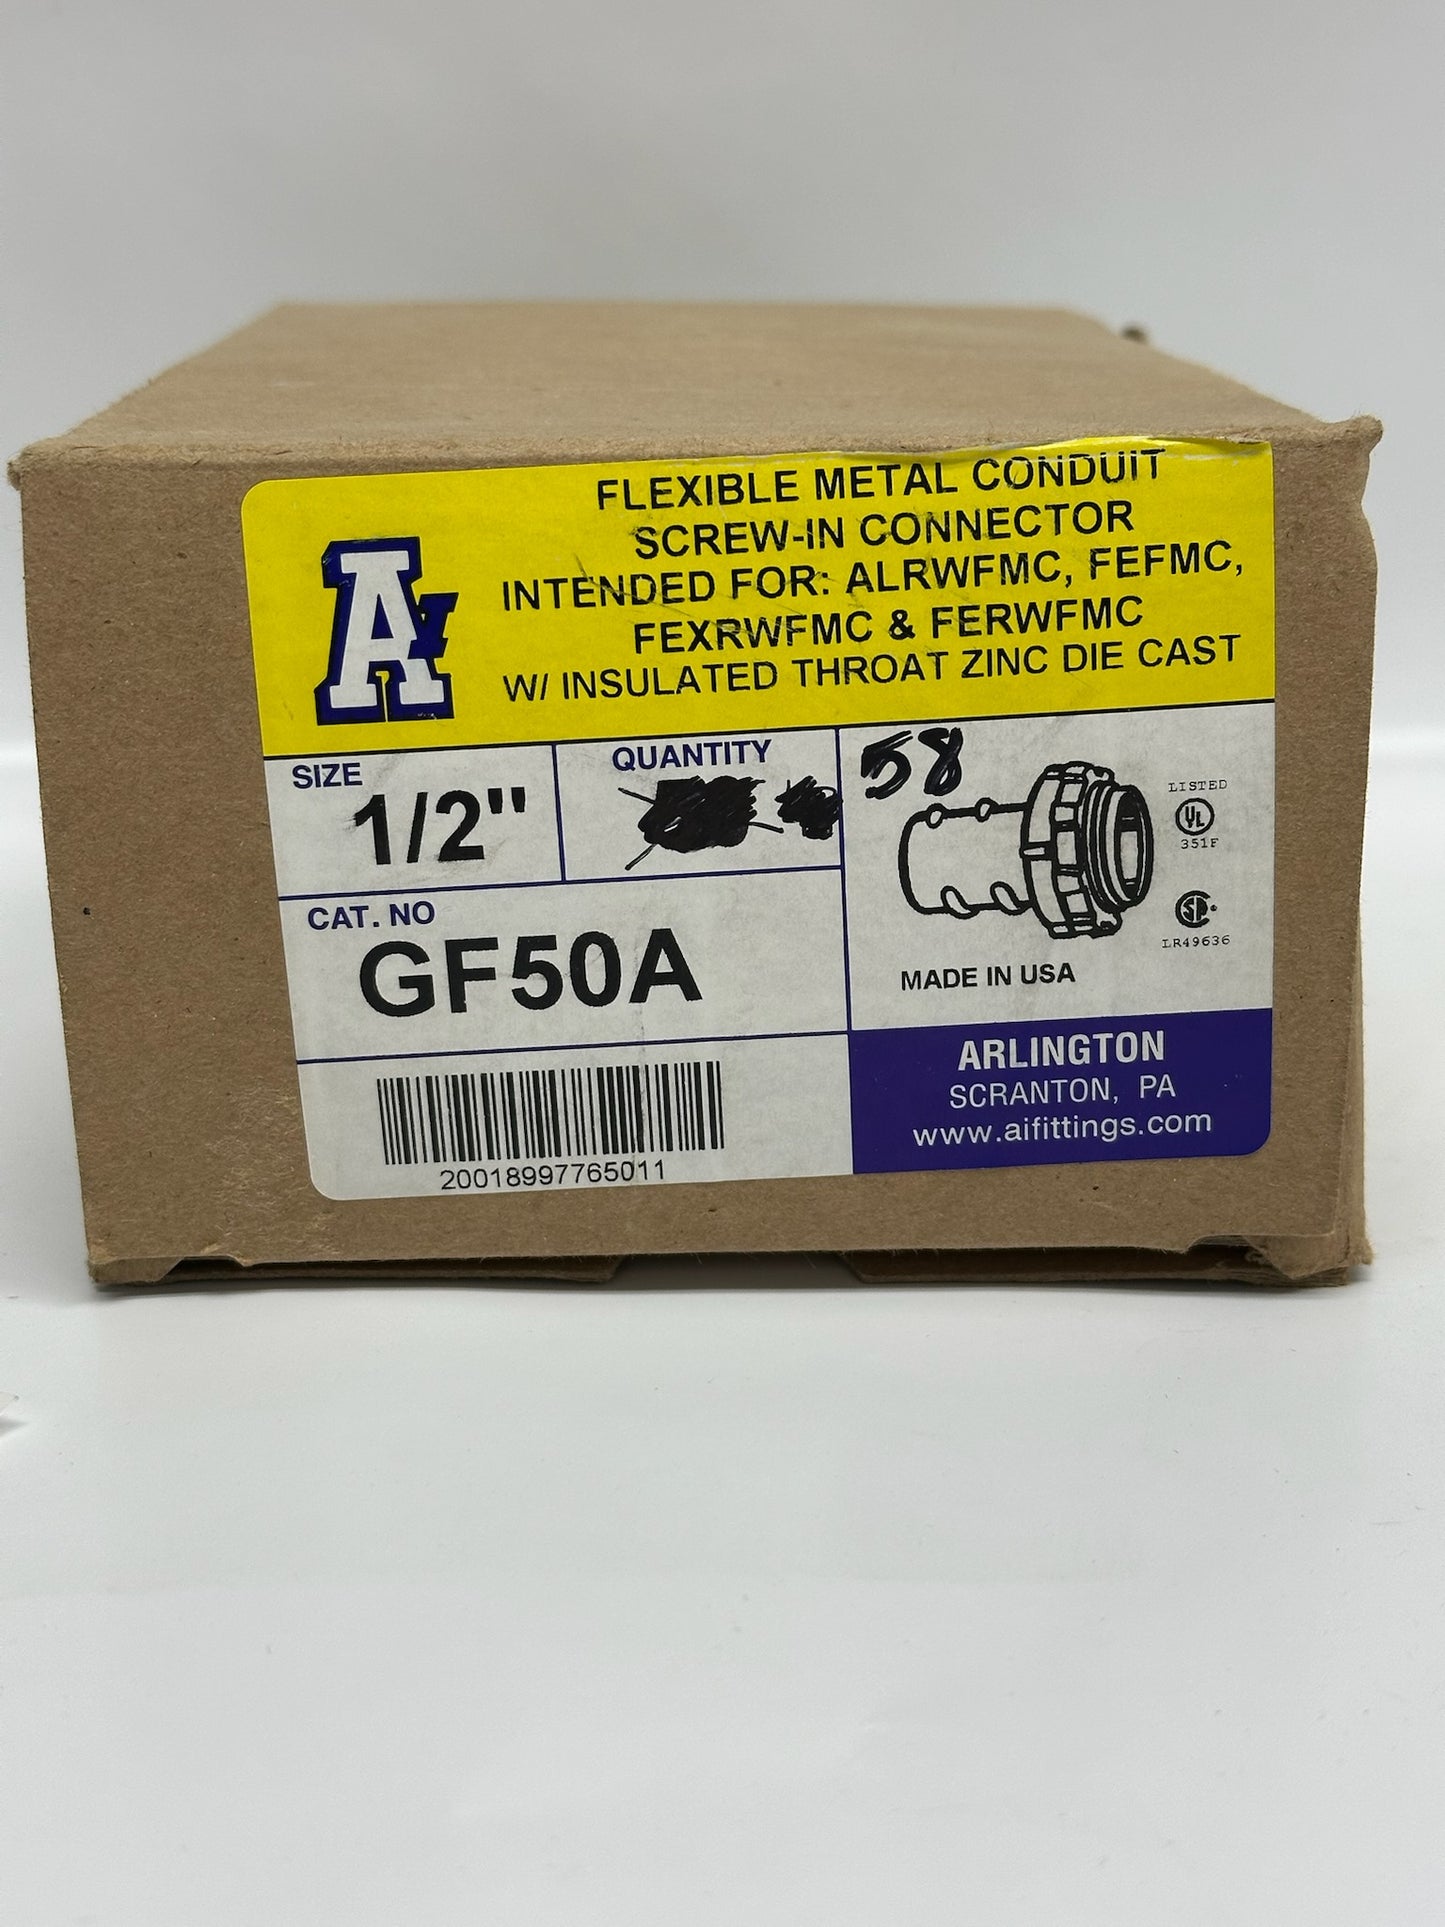 FLEXIBLE METAL CONDUIT
SCREW-IN CONNECTOR
INTENDED FOR: ALRWFMC, FEFMC,
FEXRWFMC & FERWFMC
W/ INSULATED THROAT ZINC DIE CAST
A
SIZE
1/2"
QUANTITY
58
LISTED
UL
351F
LR49636
CAT. NO
GF50A
MADE IN USA
20018997765011
ARLINGTON
SCRANTON, PA
www.aifittings.com